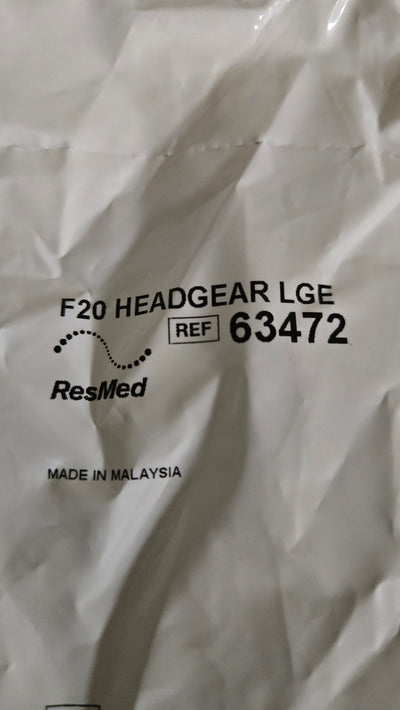 F20 HEADGEAR LGE
REF 63472
ResMed
MADE IN MALAYSIA